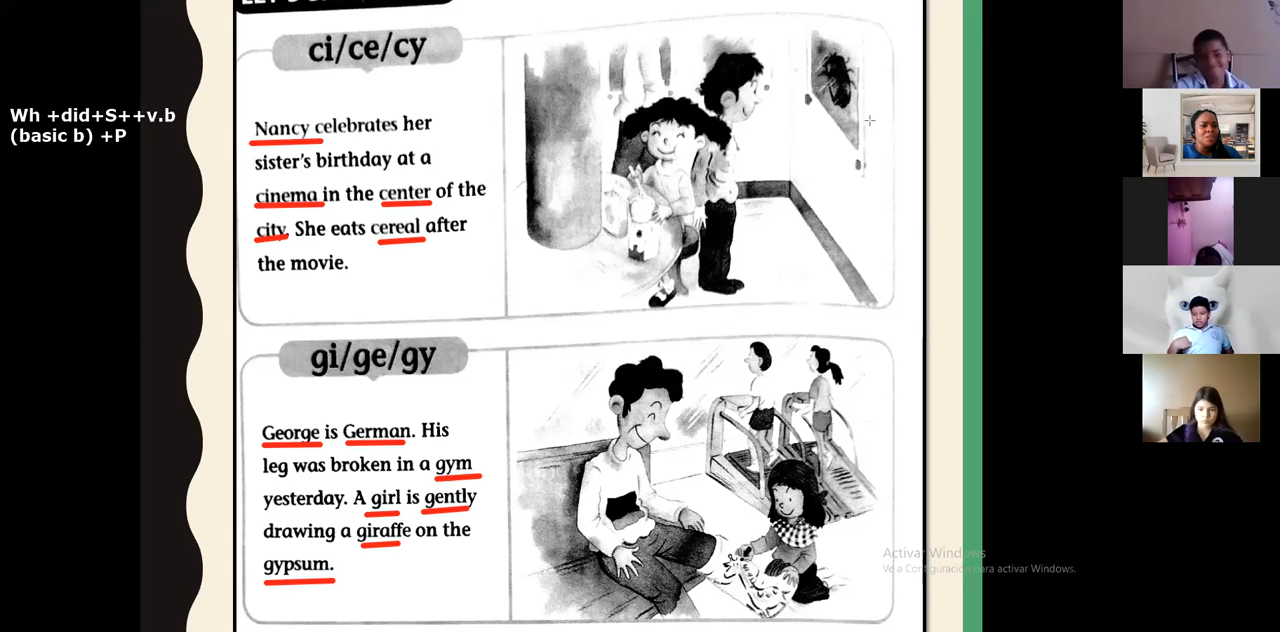 Wh +did+S++v.b
(basic b) +P
ci/ce/cy
Nancy celebrates her
sister's birthday at a
cinema in the center of the
city. She eats cereal after
the movie.
gi/ge/gy
George is German. His
leg was broken in a gym
yesterday. A girl is gently
drawing a giraffe on the
gypsum.
Activar Windows
Ve a Configuración para activar Windows.